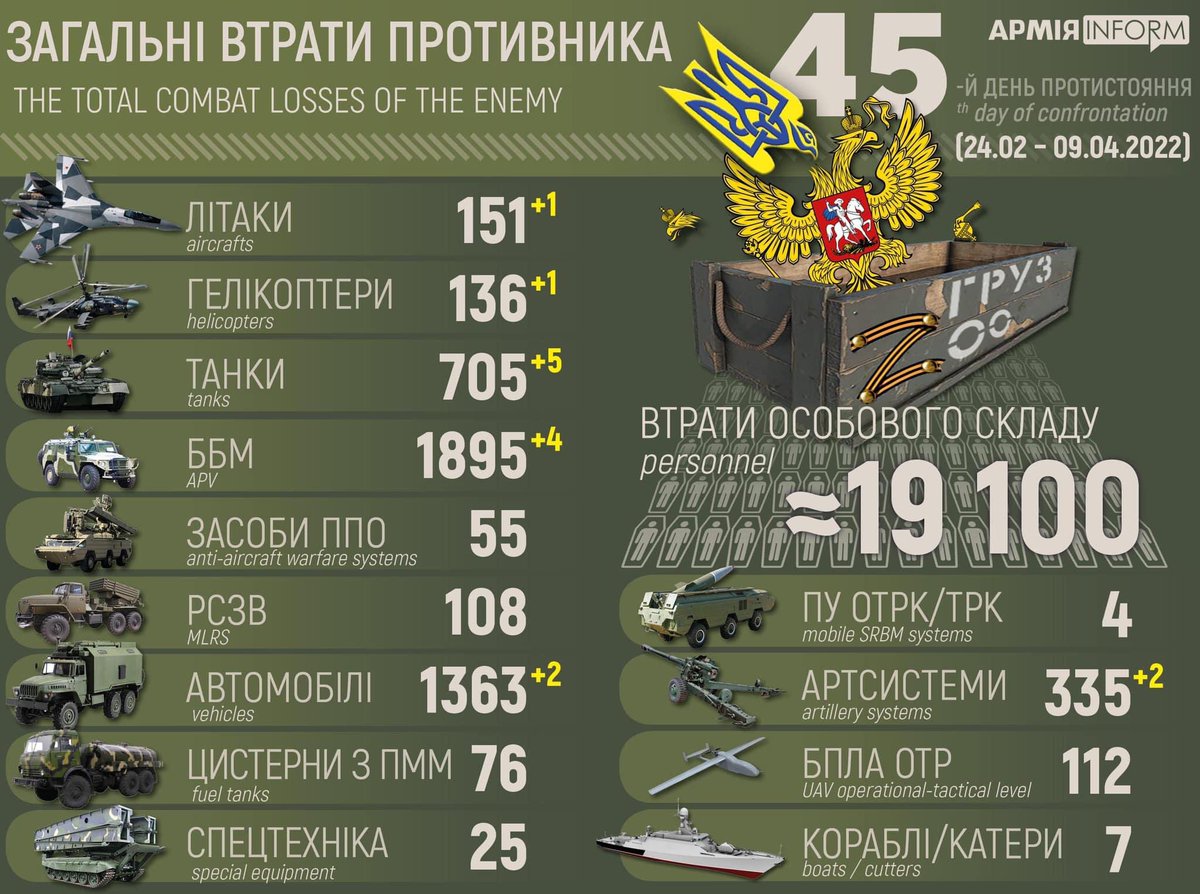 ЗАГАЛЬНІ ВТРАТИ ПРОТИВНИКА
THE TOTAL COMBAT LOSSES OF THE ENEMY
45
-Й ДЕНЬ ПРОТИСТОЯННЯ
th day of confrontation
(24.02 – 09.04.2022)
АРМІЯ INFORM
ЛІТАКИ
aircrafts
151 +1
ГЕЛІКОПТЕРИ
helicopters
136 +1
ТАНКИ
tanks
705 +5
ББМ
APV
1895 +4
ЗАСОБИ ППО
anti-aircraft warfare systems
55
РСЗВ
MLRS
108
АВТОМОБІЛІ
vehicles
1363 +2
ЦИСТЕРНИ З ПММ
fuel tanks
76
СПЕЦТЕХНІКА
special equipment
25
ГРУЗ
Z 00
ВТРАТИ ОСОБОВОГО СКЛАДУ
personnel
≈19 100
ПУ ОТРК/ТРК
mobile SRBM systems
4
АРТСИСТЕМИ
artillery systems
335 +2
БПЛА ОТР
UAV operational-tactical level
112
КОРАБЛІ/КАТЕРИ
boats / cutters
7